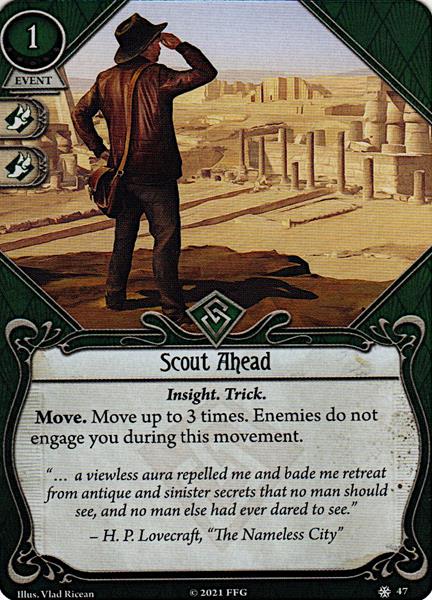 1
EVENT
Scout Ahead
Insight. Trick.
Move. Move up to 3 times. Enemies do not
engage you during this movement.
“… a viewless aura repelled me and bade me retreat
from antique and sinister secrets that no man should
see, and no man else had ever dared to see.”
– H. P. Lovecraft, “The Nameless City”
Illus. Vlad Ricean
© 2021 FFG
47